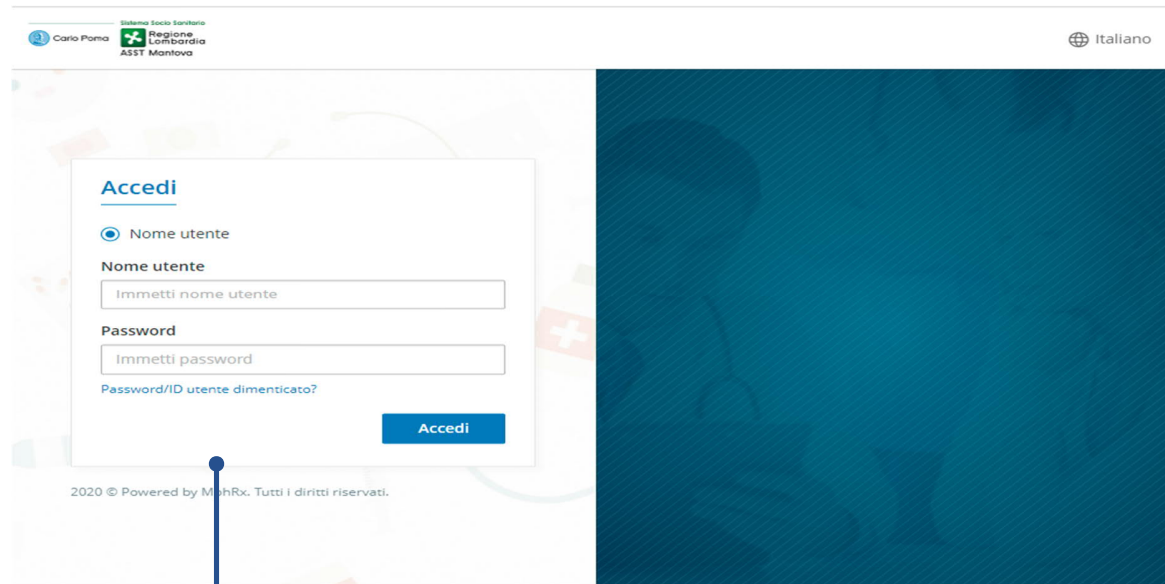 Sistema Socio Sanitario
Carlo Poma
Regione
Lombardia
ASST Mantova
Italiano
Accedi
Nome utente
Nome utente
Immetti nome utente
Password
Immetti password
Password/ID utente dimenticato?
Accedi
2020 © Powered by MphRx. Tutti i diritti riservati.